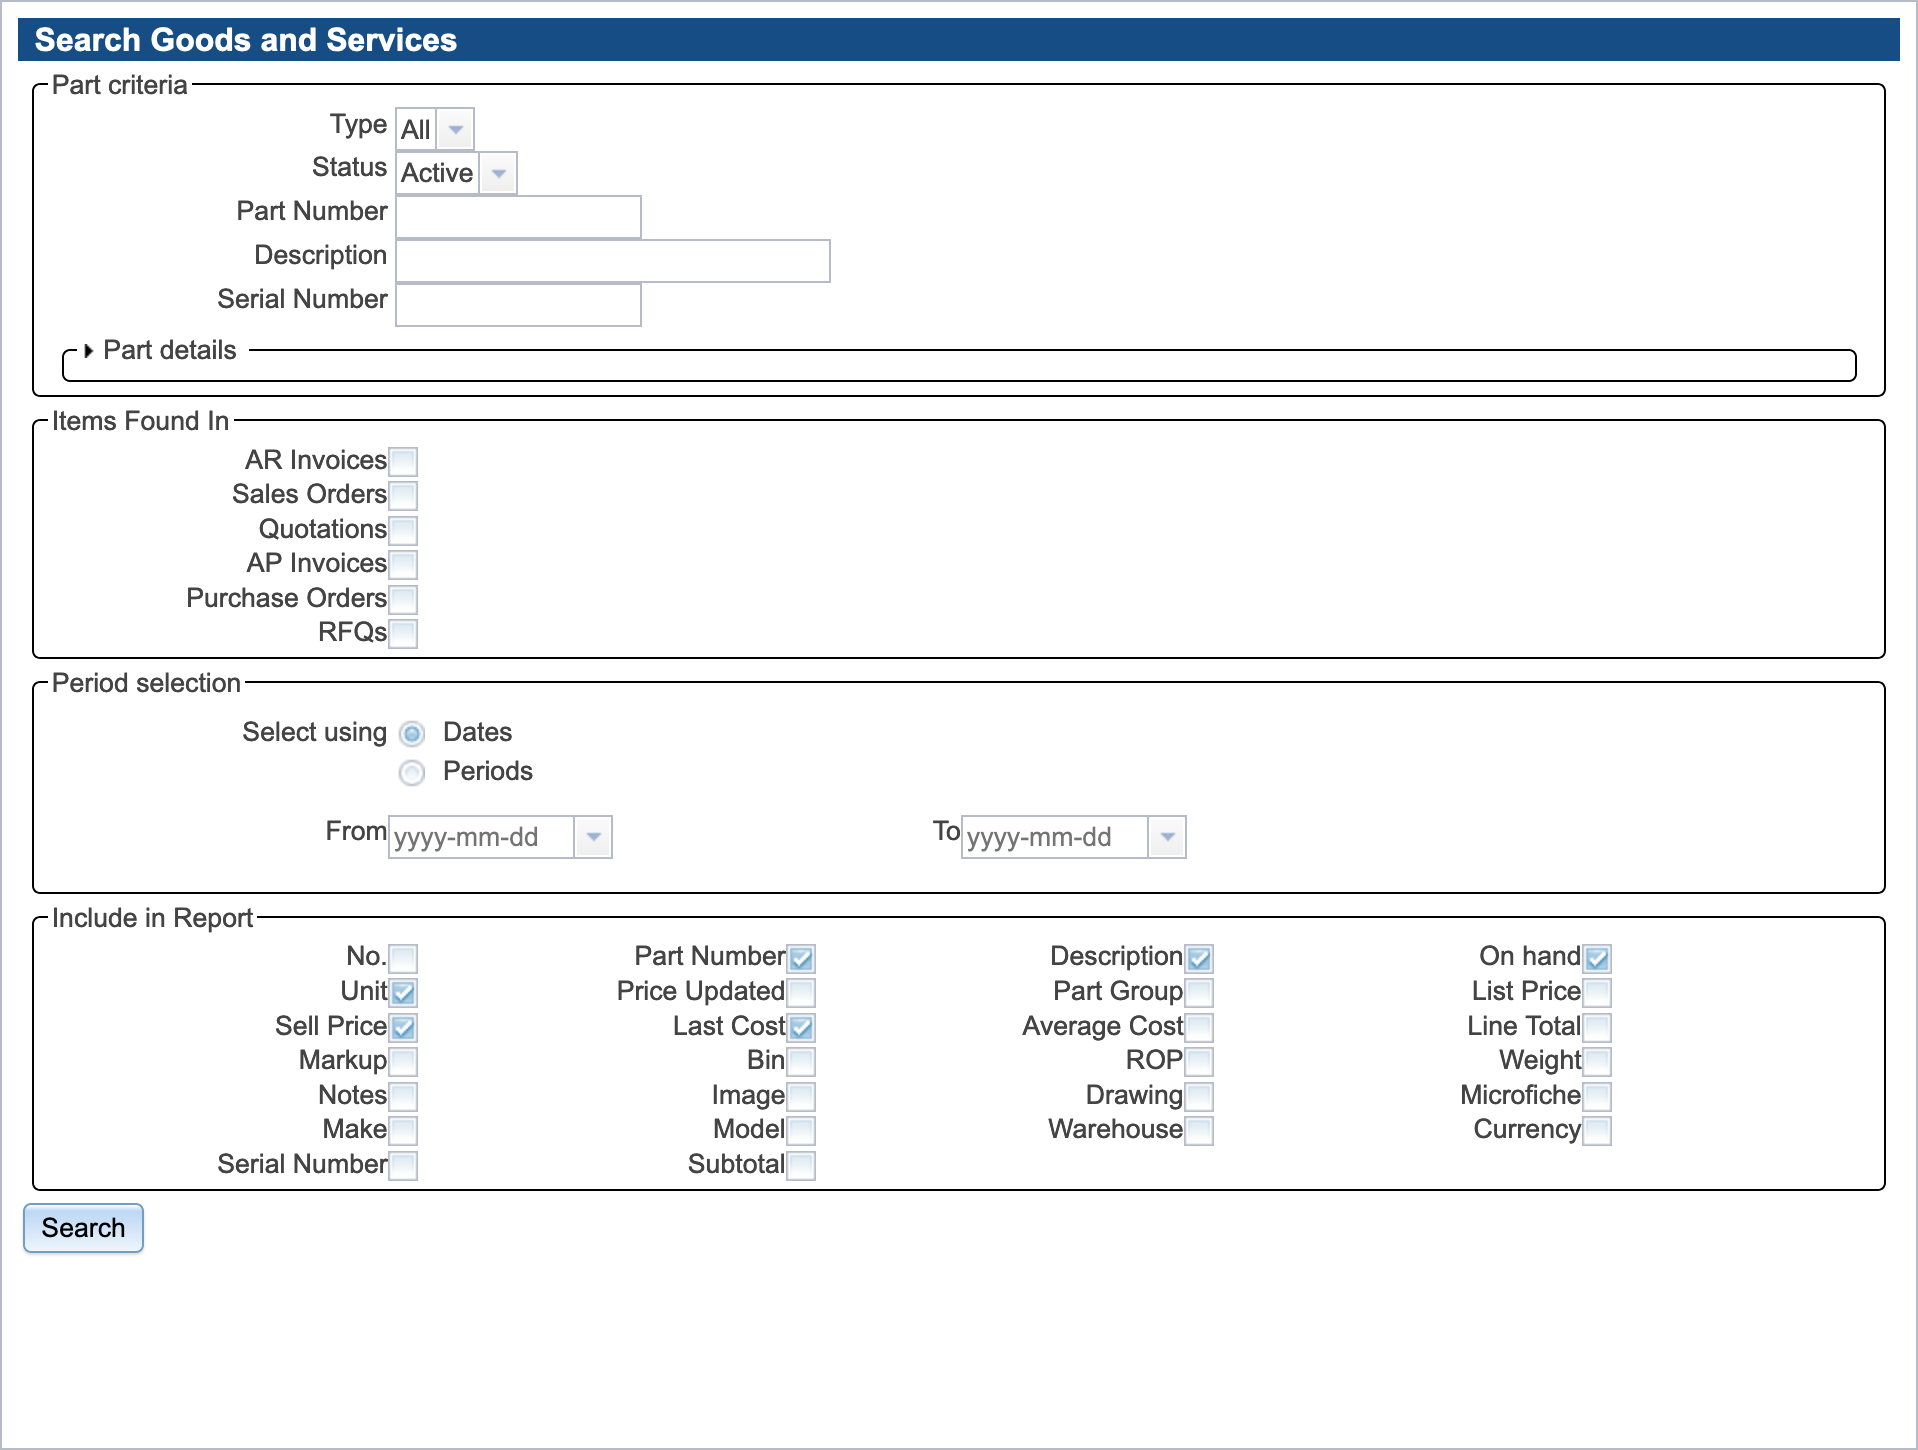 Search Goods and Services
Part criteria
Type All
Status Active
Part Number
Description
Serial Number
Part details
Items Found In
AR Invoices
Sales Orders
Quotations
AP Invoices
Purchase Orders
RFQs
Period selection
Select using Dates
Periods
From yyyy-mm-dd To yyyy-mm-dd
Include in Report
No. Part Number Description On hand
Unit Price Updated Part Group List Price
Sell Price Last Cost Average Cost Line Total
Markup Bin ROP Weight
Notes Image Drawing Microfiche
Make Model Warehouse Currency
Serial Number Subtotal
Search